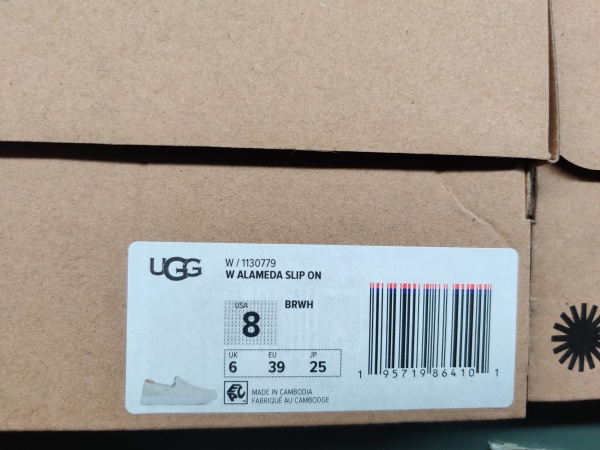 UGG
W / 1130779
W ALAMEDA SLIP ON
USA
8
BRWH
UK EU JP
6 39 25
MADE IN CAMBODIA
FABRIQUÉ AU CAMBODGE
1 95719 86410 1